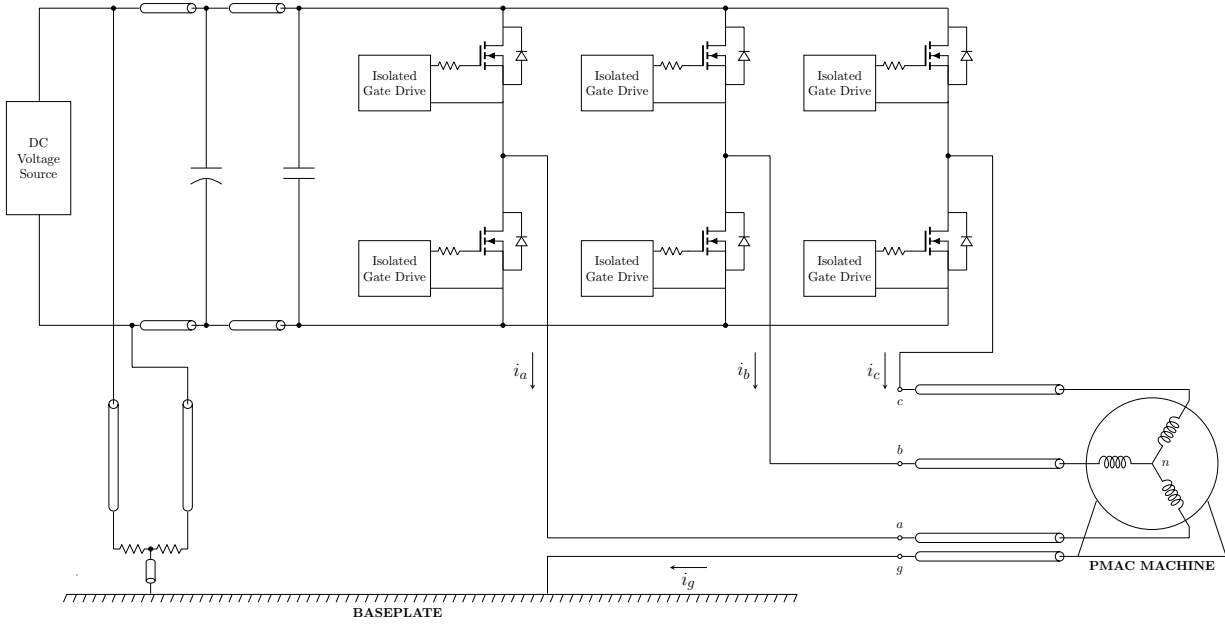 Isolated
Gate Drive
Isolated
Gate Drive
Isolated
Gate Drive
DC
Voltage
Source
Isolated
Gate Drive
Isolated
Gate Drive
Isolated
Gate Drive
i_a
i_b
i_c
c
b
n
a
g
i_g
PMAC MACHINE
BASEPLATE